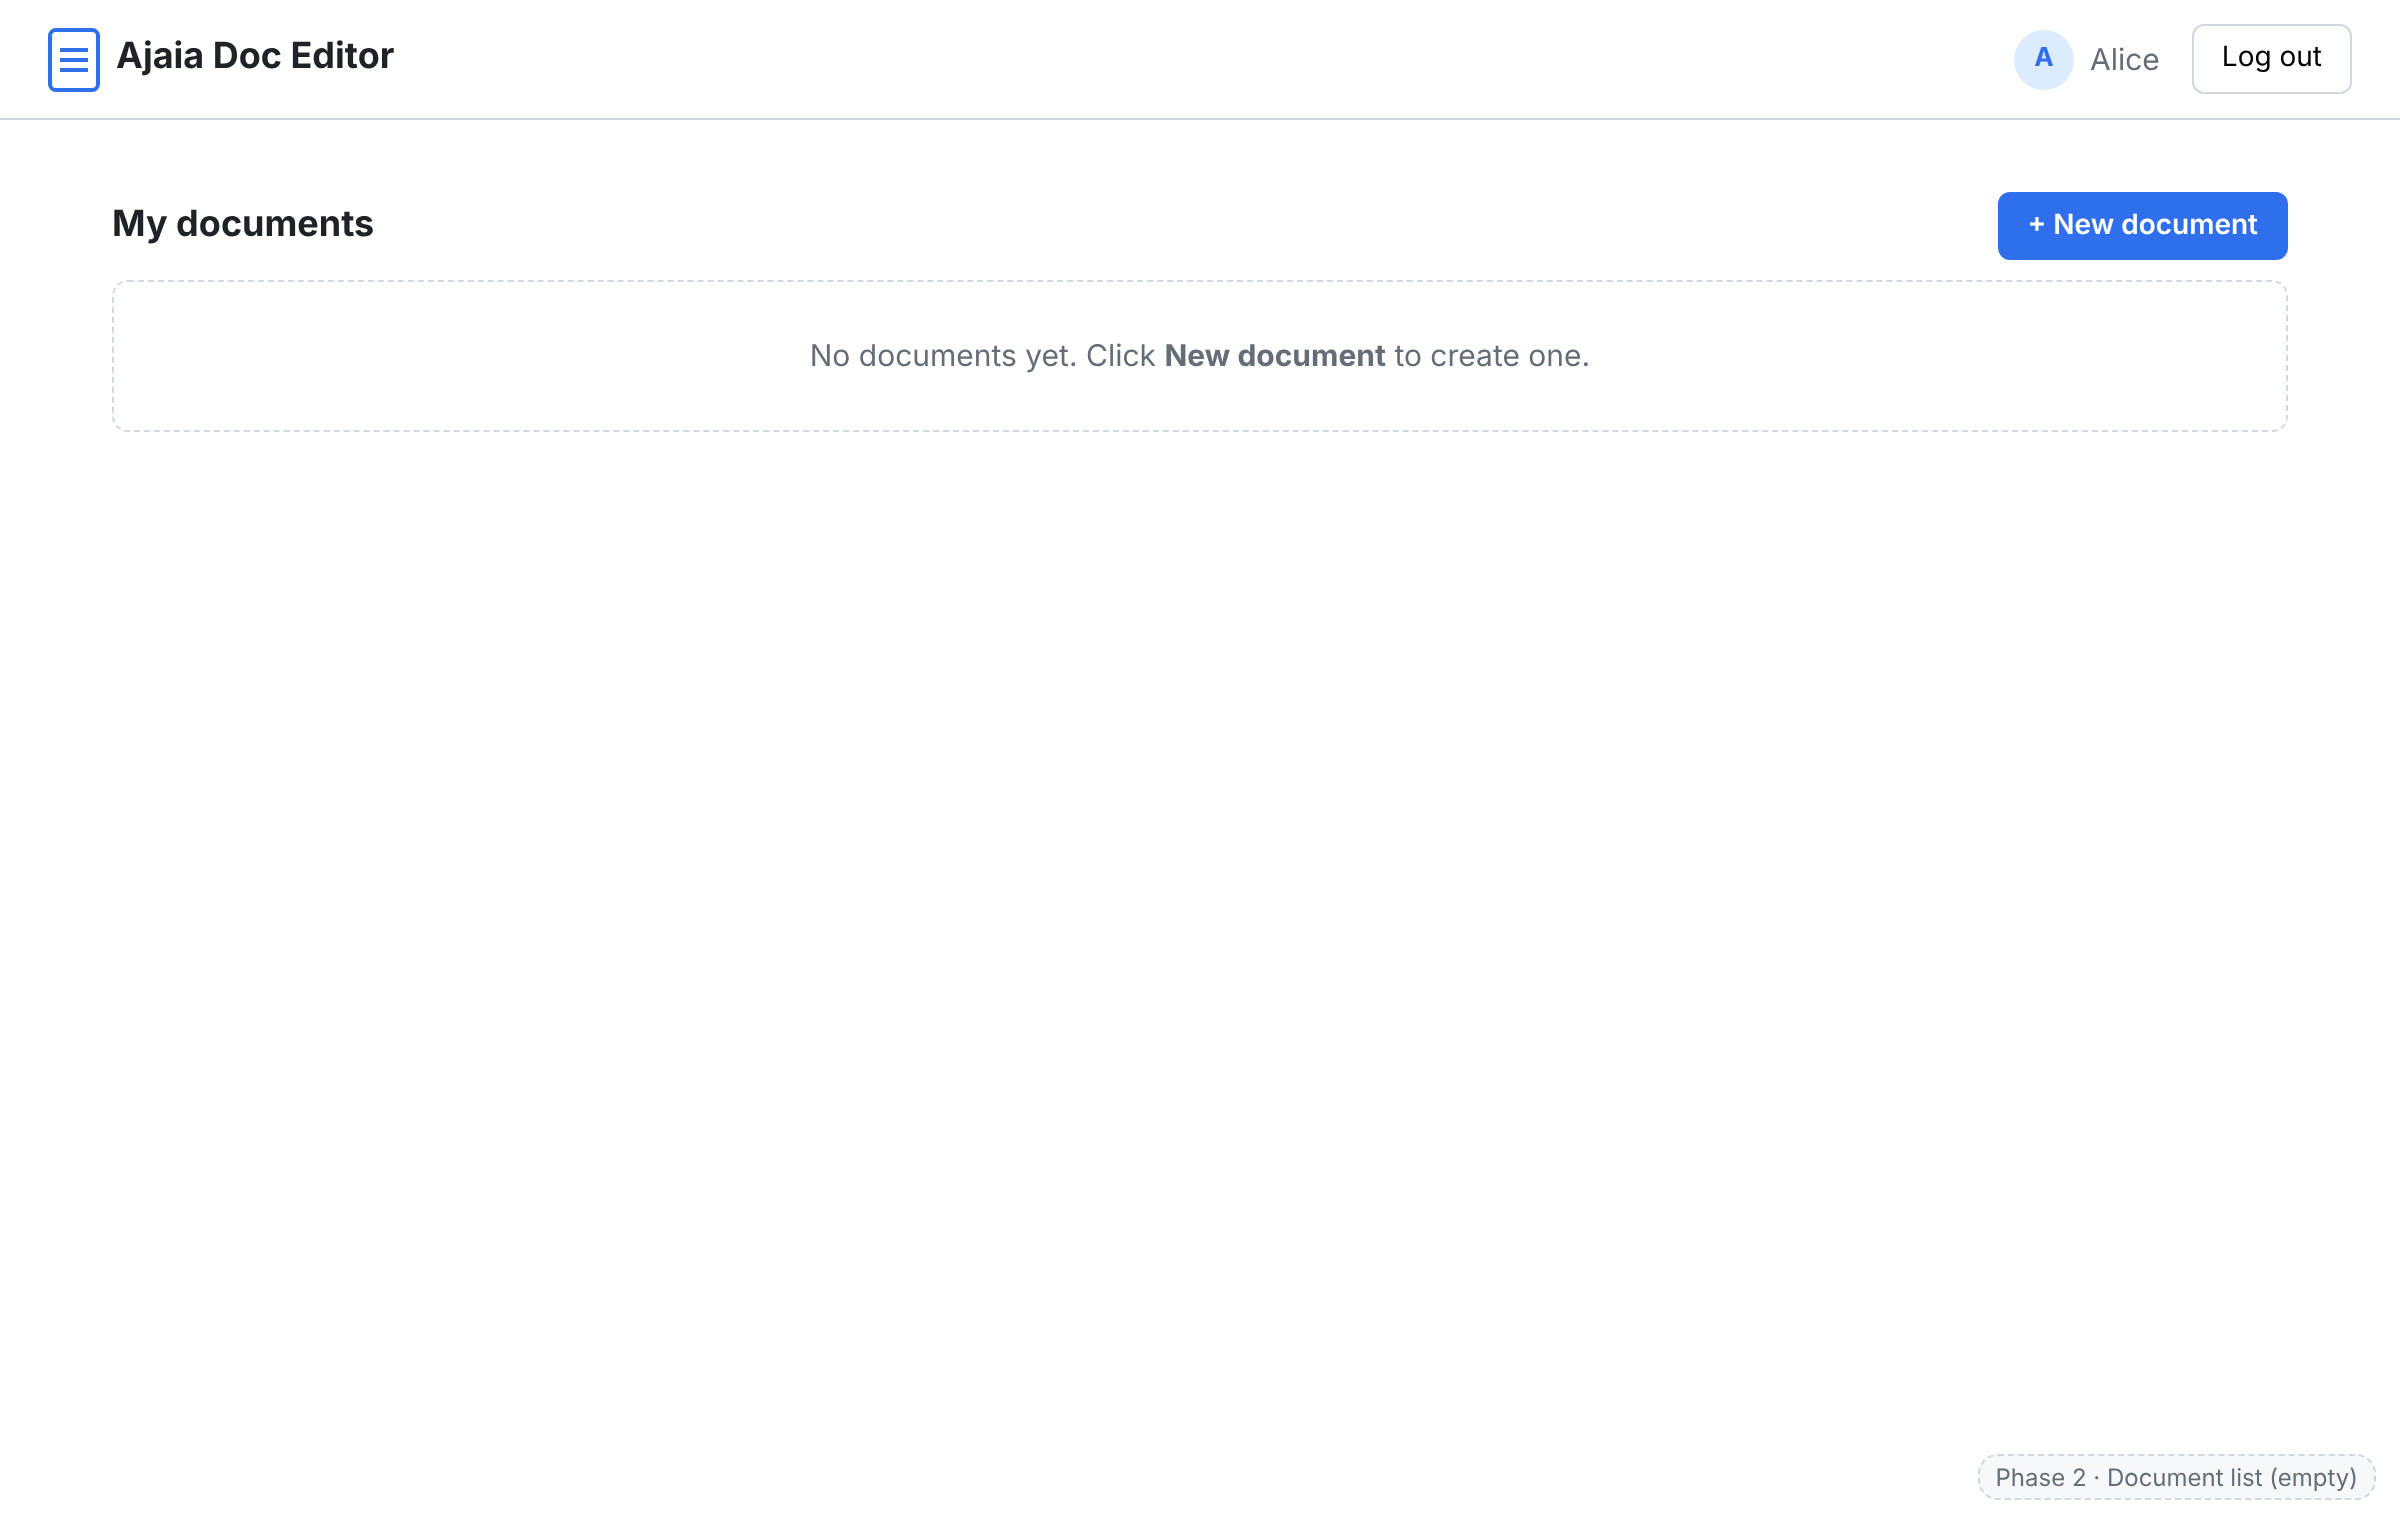 Ajaia Doc Editor
A Alice Log out
My documents
+ New document
No documents yet. Click New document to create one.
Phase 2 · Document list (empty)